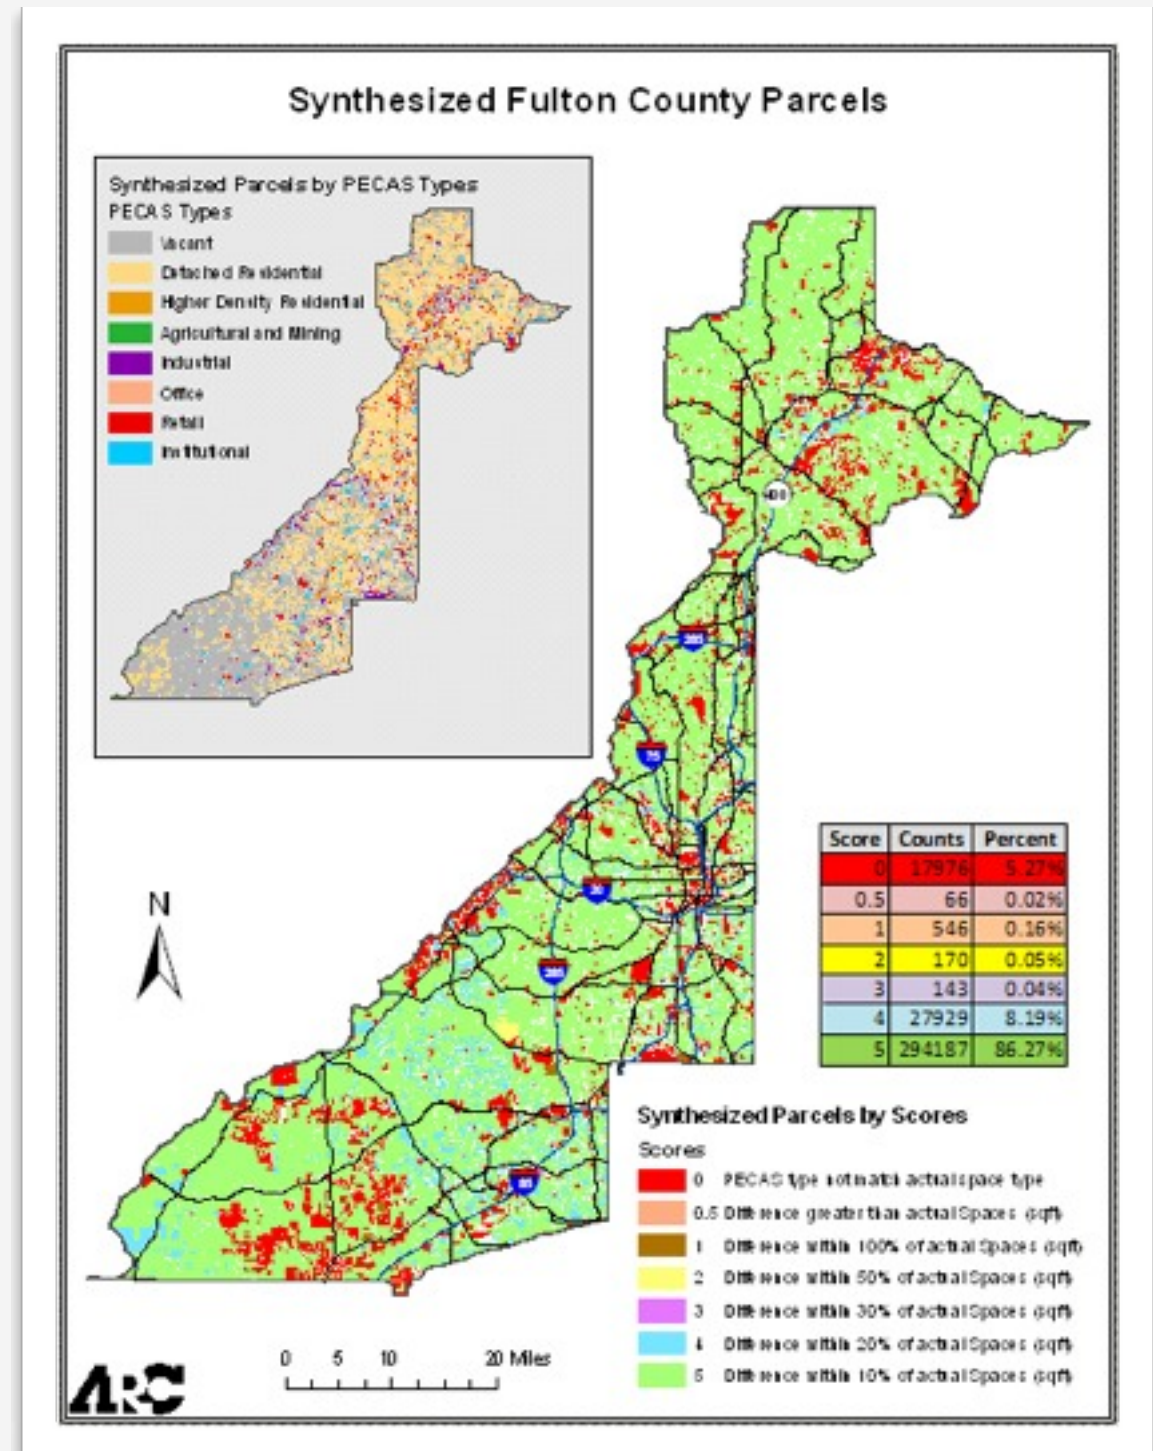 Synthesized Fulton County Parcels
Synthesized Parcels by PECAS Types
PECAS Types
Vacant
Detached Residential
Higher Density Residential
Agricultural and Mining
Industrial
Office
Retail
Institutional
400
285
75
20
285
85
N
Score Counts Percent
0 17976 5.27%
0.5 66 0.02%
1 546 0.16%
2 170 0.05%
3 143 0.04%
4 27929 8.19%
5 294187 86.27%
Synthesized Parcels by Scores
Scores
0 PECAS type not match actual space type
0.5 Difference greater than actual Spaces (sqft)
1 Difference within 100% of actual Spaces (sqft)
2 Difference within 50% of actual Spaces (sqft)
3 Difference within 30% of actual Spaces (sqft)
4 Difference within 20% of actual Spaces (sqft)
5 Difference within 10% of actual Spaces (sqft)
0 5 10 20 Miles
ARC